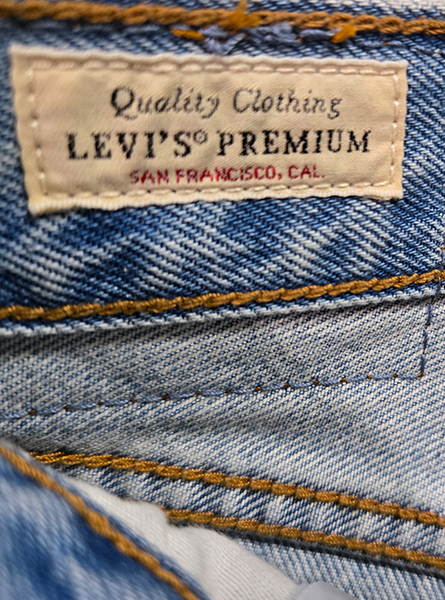 Quality Clothing
LEVI'S® PREMIUM
SAN FRANCISCO, CAL.